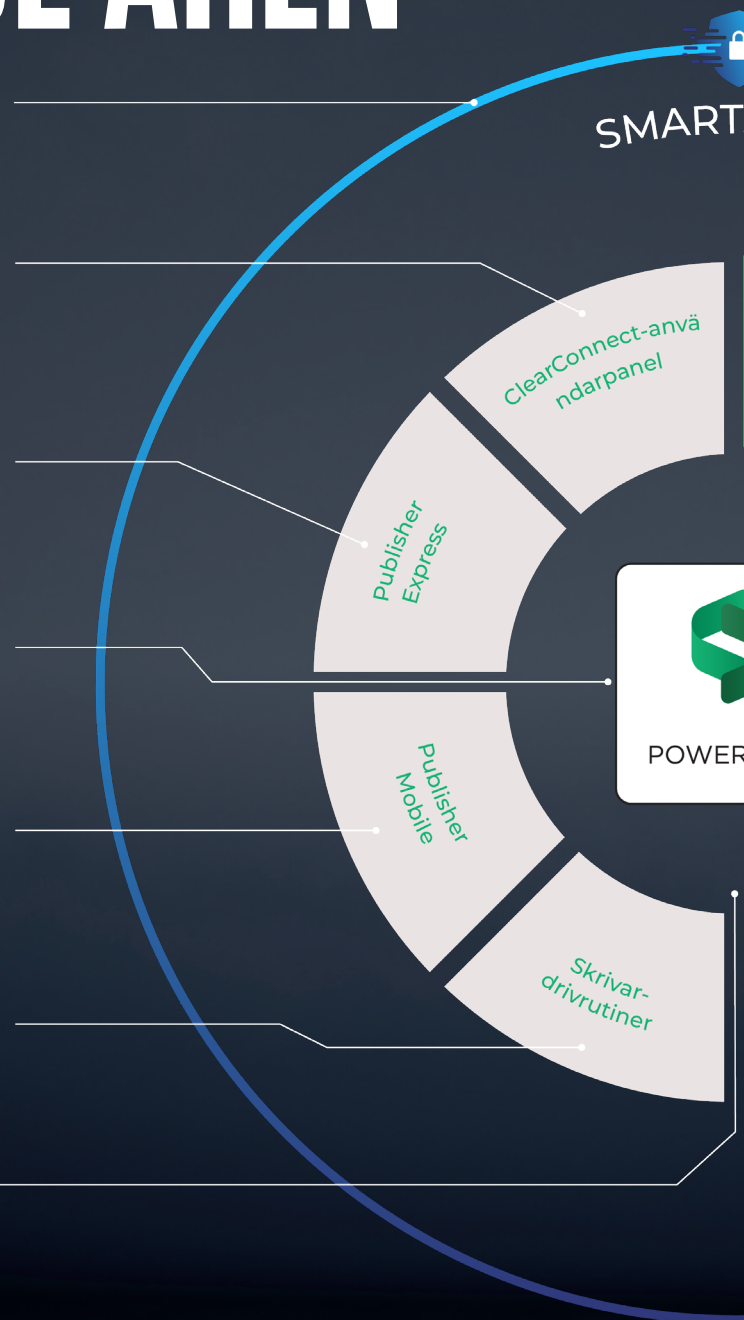 SMART
ClearConnect-anvä
ndarpanel
Publisher
Express
POWER
Publisher
Mobile
Skrivar-
drivrutiner